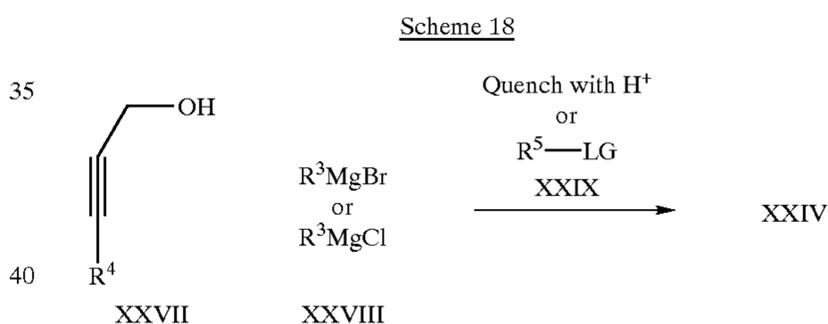 Scheme 18
35
OH
Quench with H⁺
or
R⁵—LG
XXIX
R³MgBr
or
R³MgCl
XXIV
40
R⁴
XXVII
XXVIII